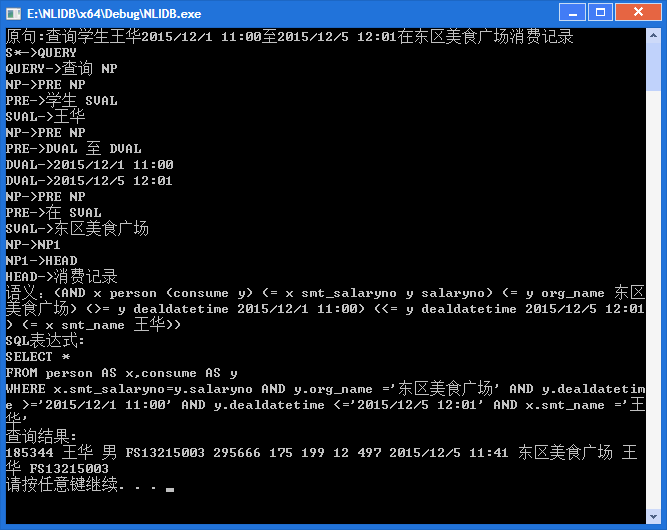 E:\NLIDB\x64\Debug\NLIDB.exe
原句:查询学生王华2015/12/1 11:00至2015/12/5 12:01在东区美食广场消费记录
S*->QUERY
QUERY->查询 NP
NP->PRE NP
PRE->学生 SVAL
SVAL->王华
NP->PRE NP
PRE->DVAL 至 DVAL
DVAL->2015/12/1 11:00
DVAL->2015/12/5 12:01
NP->PRE NP
PRE->在 SVAL
SVAL->东区美食广场
NP->NP1
NP1->HEAD
HEAD->消费记录
语义: (AND x person (consume y) (= x smt_salaryno y salaryno) (= y org_name 东区
美食广场) (>= y dealdatetime 2015/12/1 11:00) (<= y dealdatetime 2015/12/5 12:01
) (= x smt_name 王华))
SQL表达式:
SELECT *
FROM person AS x,consume AS y
WHERE x.smt_salaryno=y.salaryno AND y.org_name ='东区美食广场' AND y.dealdatetim
e >='2015/12/1 11:00' AND y.dealdatetime <='2015/12/5 12:01' AND x.smt_name ='王
华'
查询结果:
185344 王华 男 FS13215003 295666 175 199 12 497 2015/12/5 11:41 东区美食广场 王
华 FS13215003
请按任意键继续. . .